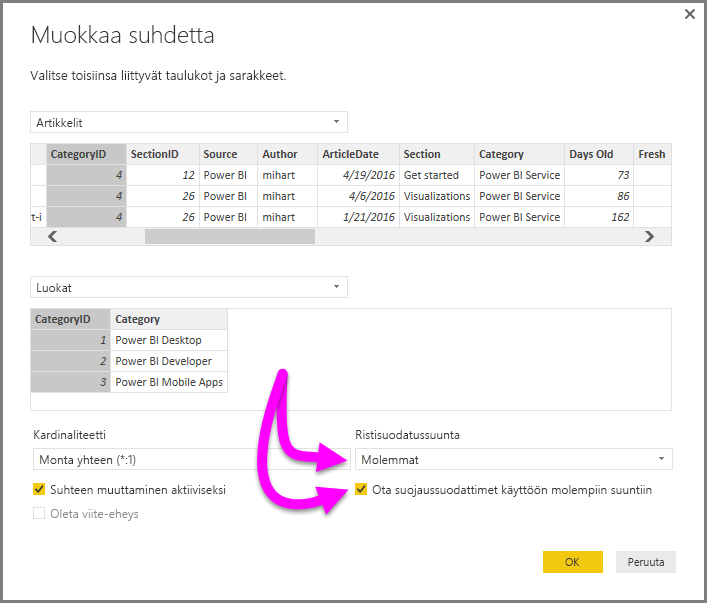 Muokkaa suhdetta
Valitse toisiinsa liittyvät taulukot ja sarakkeet.
Artikkelit
CategoryID SectionID Source Author ArticleDate Section Category Days Old Fresh
4 12 Power BI mihart 4/19/2016 Get started Power BI Service 73
4 26 Power BI mihart 4/6/2016 Visualizations Power BI Service 86
t-i 4 26 Power BI mihart 1/21/2016 Visualizations Power BI Service 162
Luokat
CategoryID Category
1 Power BI Desktop
2 Power BI Developer
3 Power BI Mobile Apps
Kardinaliteetti Ristisuodatussuunta
Monta yhteen (*:1) Molemmat
Suhteen muuttaminen aktiiviseksi Ota suojaussuodattimet käyttöön molempiin suuntiin
Oleta viite-eheys
OK Peruuta